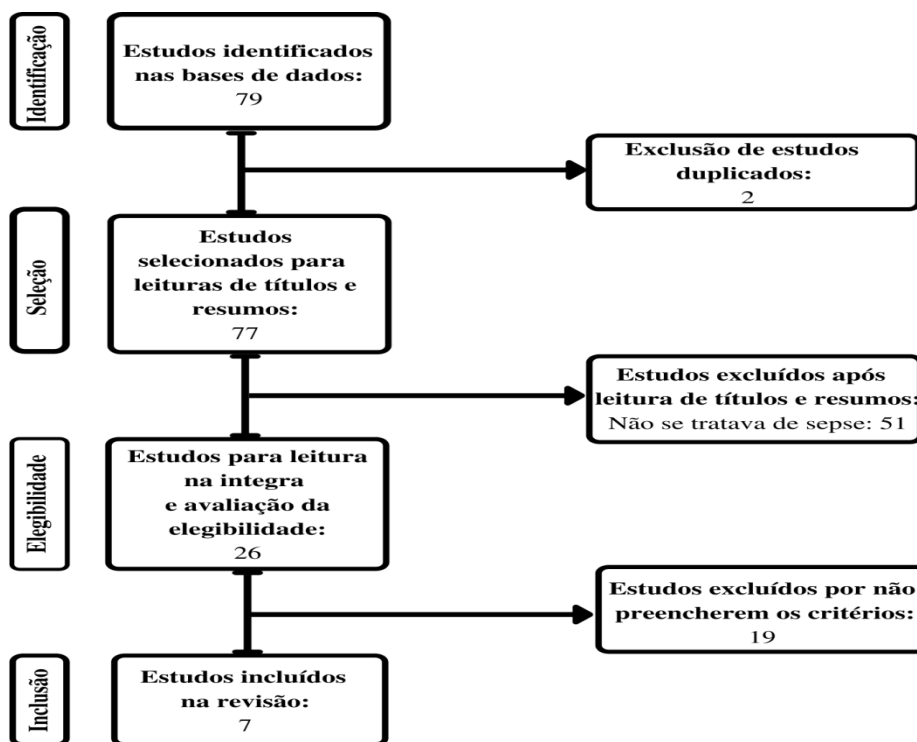 Identificação
Estudos identificados
nas bases de dados:
79
Exclusão de estudos
duplicados:
2
Seleção
Estudos
selecionados para
leituras de títulos e
resumos:
77
Estudos excluídos após
leitura de títulos e resumos:
Não se tratava de sepse: 51
Elegibilidade
Estudos para leitura
na integra
e avaliação da
elegibilidade:
26
Estudos excluídos por não
preencherem os critérios:
19
Inclusão
Estudos incluídos
na revisão:
7